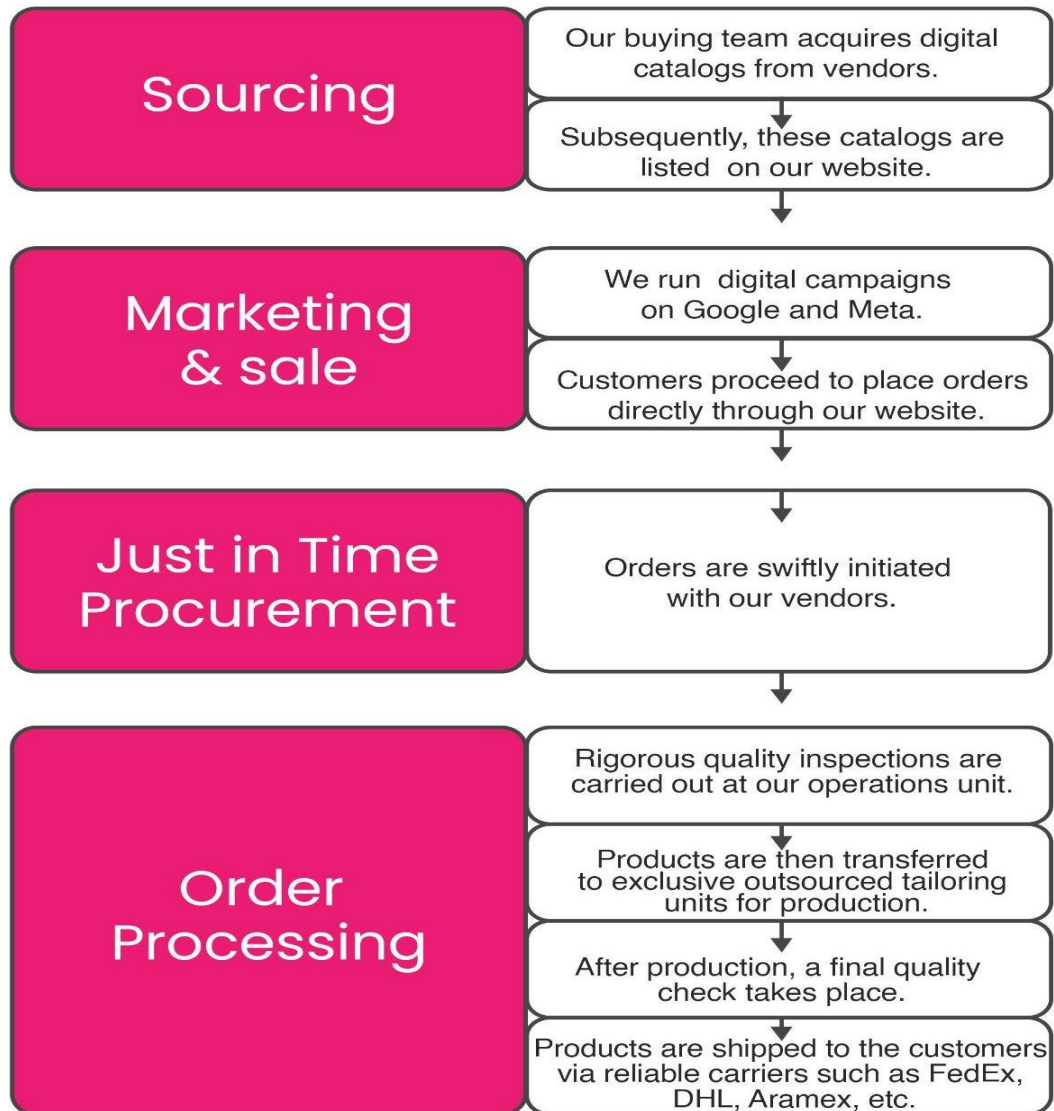 Sourcing
Our buying team acquires digital
catalogs from vendors.
Subsequently, these catalogs are
listed on our website.
Marketing
& sale
We run digital campaigns
on Google and Meta.
Customers proceed to place orders
directly through our website.
Just in Time
Procurement
Orders are swiftly initiated
with our vendors.
Order
Processing
Rigorous quality inspections are
carried out at our operations unit.
Products are then transferred
to exclusive outsourced tailoring
units for production.
After production, a final quality
check takes place.
Products are shipped to the customers
via reliable carriers such as FedEx,
DHL, Aramex, etc.